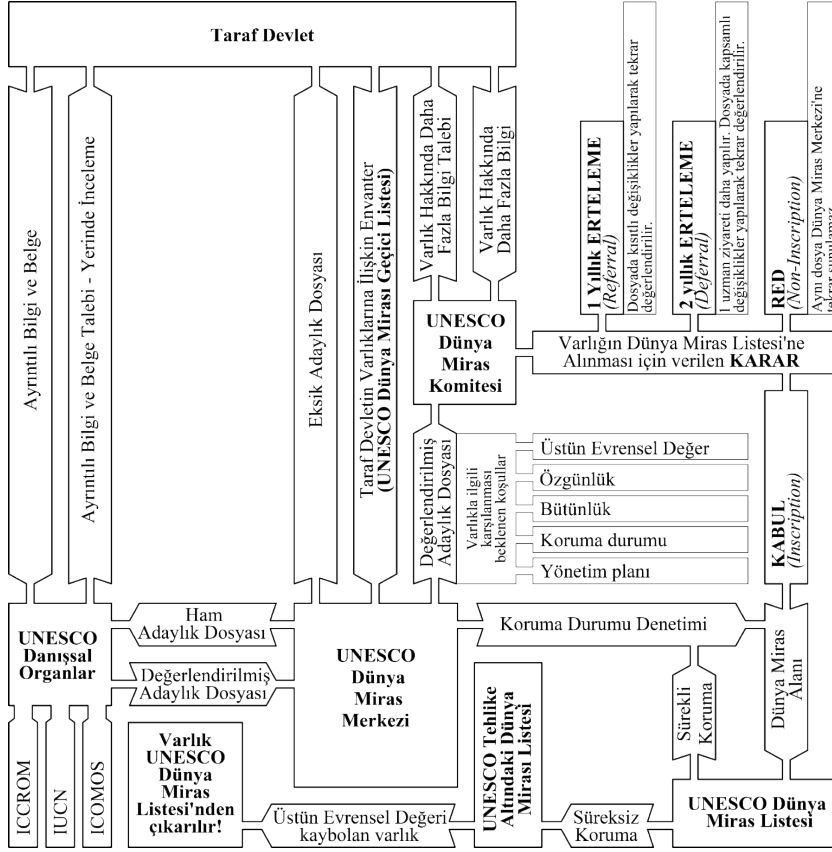 Taraf Devlet
Ayrıntılı Bilgi ve Belge
Ayrıntılı Bilgi ve Belge Talebi - Yerinde İnceleme
Eksik Adaylık Dosyası
Taraf Devletin Varlıklarına İlişkin Envanter
(UNESCO Dünya Mirası Geçici Listesi)
Varlık Hakkında Daha
Fazla Bilgi Talebi
Varlık Hakkında
Daha Fazla Bilgi
1 Yıllık ERTELEME
(Referral)
Dosyada kısıtlı değişiklikler yapılarak tekrar
değerlendirilir.
2 yıllık ERTELEME
(Deferral)
1 uzman ziyareti daha yapılır. Dosyada kapsamlı
değişiklikler yapılarak tekrar değerlendirilir.
RED
(Non-Inscription)
Aynı dosya Dünya Miras Merkezi'ne
tekrar sunulamaz.
UNESCO
Dünya
Miras
Komitesi
Varlığın Dünya Miras Listesi'ne
Alınması için verilen KARAR
Değerlendirilmiş
Adaylık Dosyası
Varlıkla ilgili
karşılanması
beklenen koşullar
Üstün Evrensel Değer
Özgünlük
Bütünlük
Koruma durumu
Yönetim planı
KABUL
(Inscription)
UNESCO
Danışsal
Organlar
Ham
Adaylık Dosyası
Değerlendirilmiş
Adaylık Dosyası
UNESCO
Dünya
Miras
Merkezi
Koruma Durumu Denetimi
Dünya Miras
Alanı
Sürekli
Koruma
ICCROM
IUCN
ICOMOS
Varlık
UNESCO
Dünya
Miras
Listesi'nden
çıkarılır!
Üstün Evrensel Değeri
kaybolan varlık
UNESCO Tehlike
Altındaki Dünya
Mirası Listesi
Süreksiz
Koruma
UNESCO Dünya
Miras Listesi